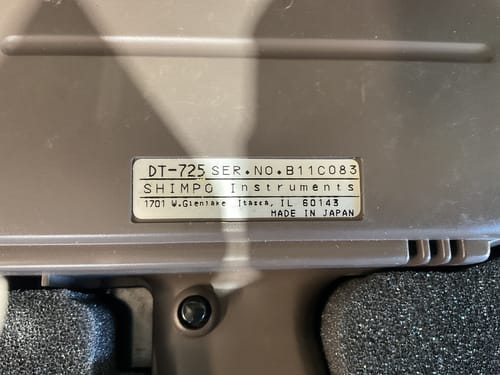 DT-725 SER.NO.B11C083
SHIMPO Instruments
1701 W.Glenlake Itasca, IL 60143
MADE IN JAPAN